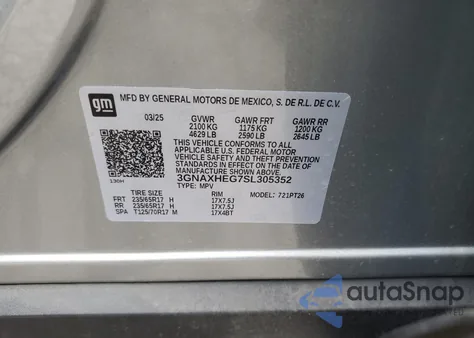 gm
MFD BY GENERAL MOTORS DE MEXICO, S. DE R.L. DE C.V.
03/25 GVWR GAWR FRT GAWR RR
2100 KG 1175 KG 1200 KG
4629 LB 2590 LB 2645 LB
THIS VEHICLE CONFORMS TO ALL
APPLICABLE U.S. FEDERAL MOTOR
VEHICLE SAFETY, BUMPER, AND
THEFT PREVENTION STANDARDS IN
EFFECT ON THE DATE OF
MANUFACTURE SHOWN ABOVE.
3GNAXHEG7SL305352
TYPE: MPV MODEL: 721PT26
TIRE SIZE RIM
FRT 235/65R17 H 17X7.5J
RR 235/65R17 H 17X7.5J
SPA T125/70R17 M 17X4BT
autoSnap